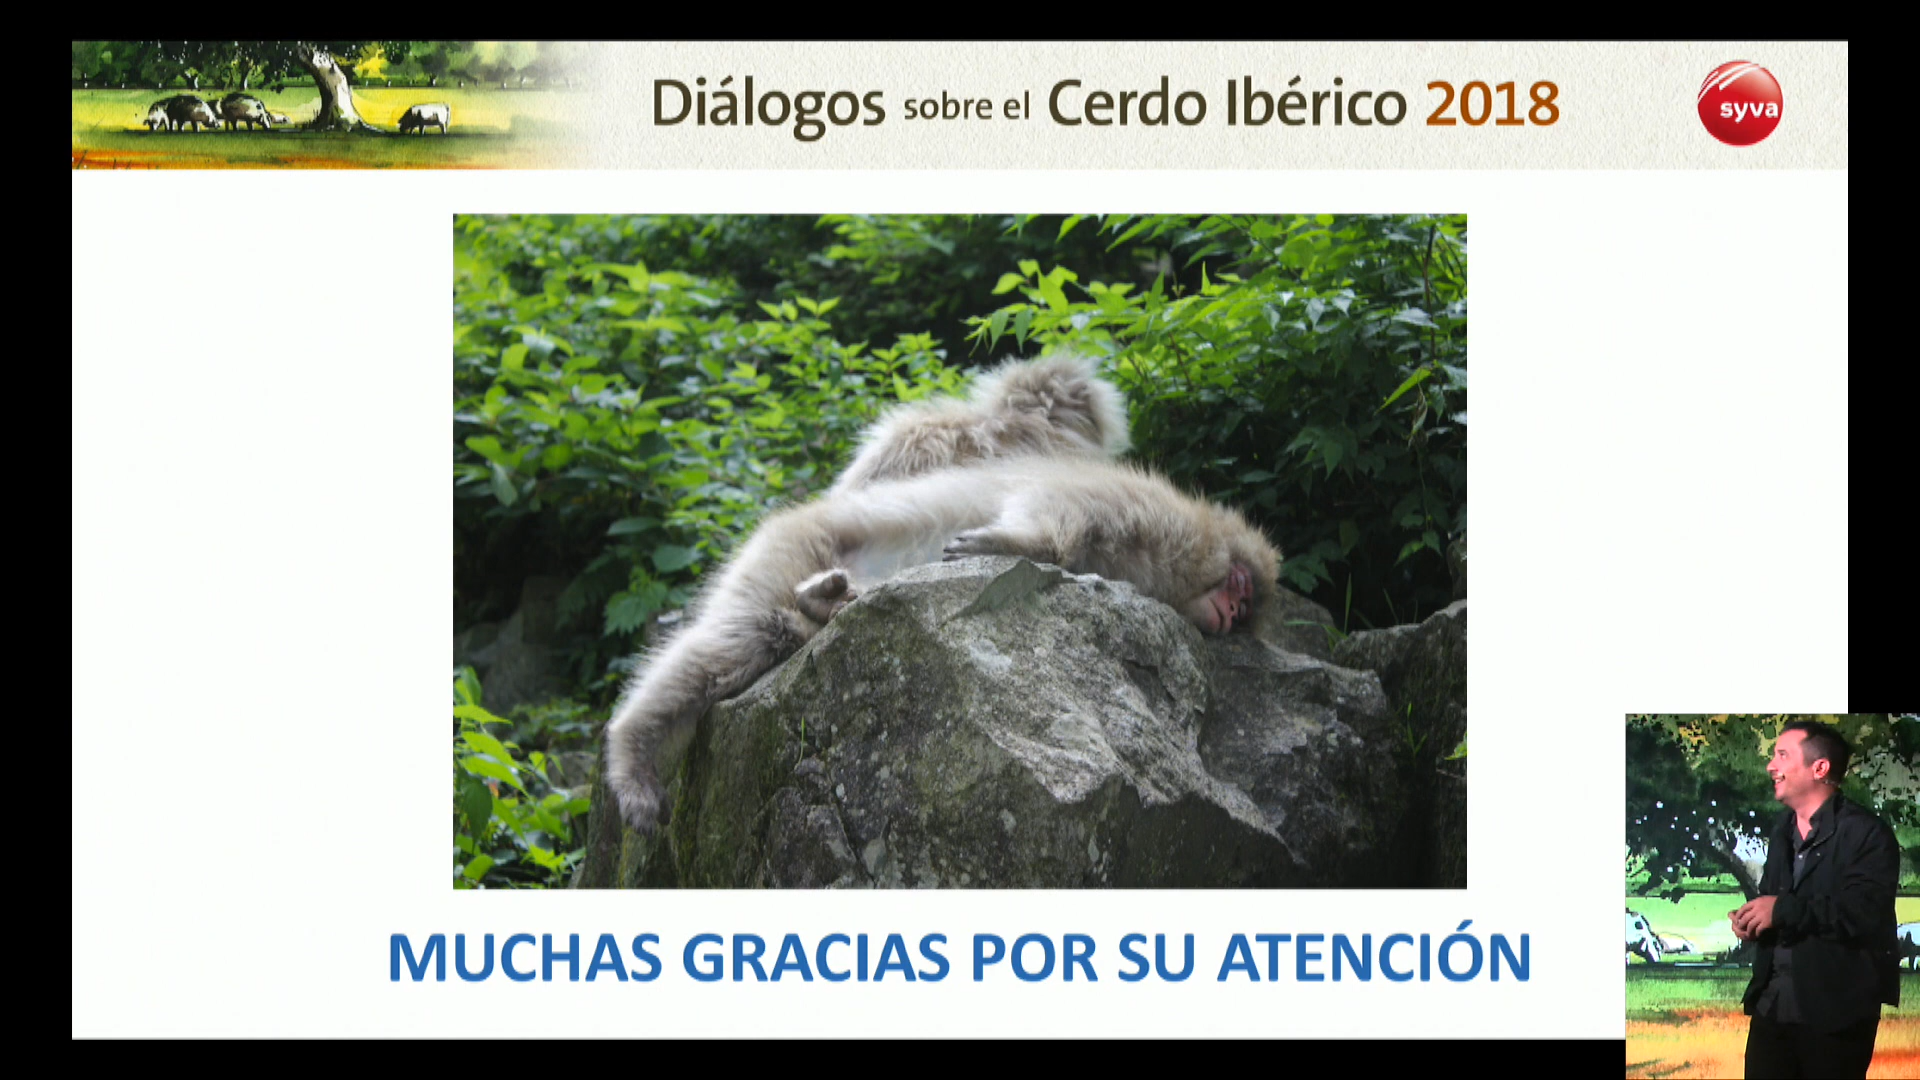 Diálogos sobre el Cerdo Ibérico 2018
syva
MUCHAS GRACIAS POR SU ATENCIÓN